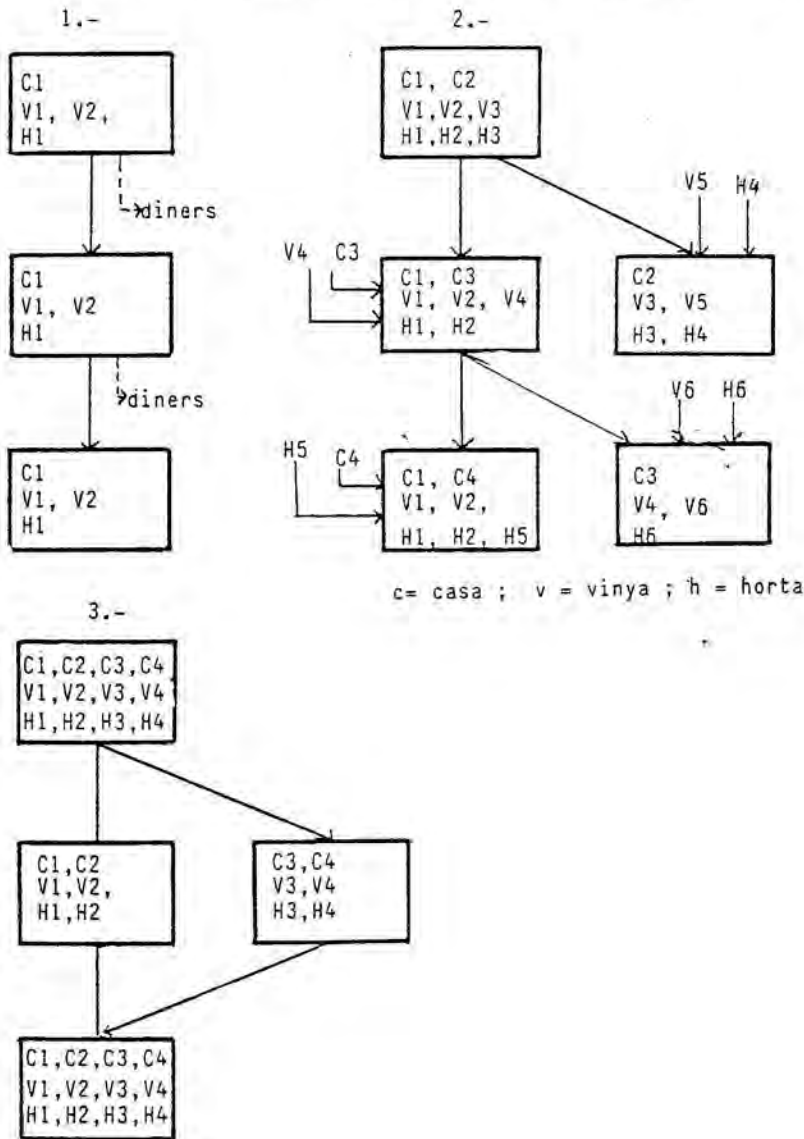 1.-
C1
V1, V2,
H1
diners
C1
V1, V2
H1
diners
C1
V1, V2
H1
2.-
C1, C2
V1,V2,V3
H1,H2,H3
V5
H4
V4
C3
C1, C3
V1, V2, V4
H1, H2
C2
V3, V5
H3, H4
V6
H6
H5
C4
C1, C4
V1, V2,
H1, H2, H5
C3
V4, V6
H6
c= casa ; v = vinya ; h = horta
3.-
C1,C2,C3,C4
V1,V2,V3,V4
H1,H2,H3,H4
C1,C2
V1,V2,
H1,H2
C3,C4
V3,V4
H3,H4
C1,C2,C3,C4
V1,V2,V3,V4
H1,H2,H3,H4